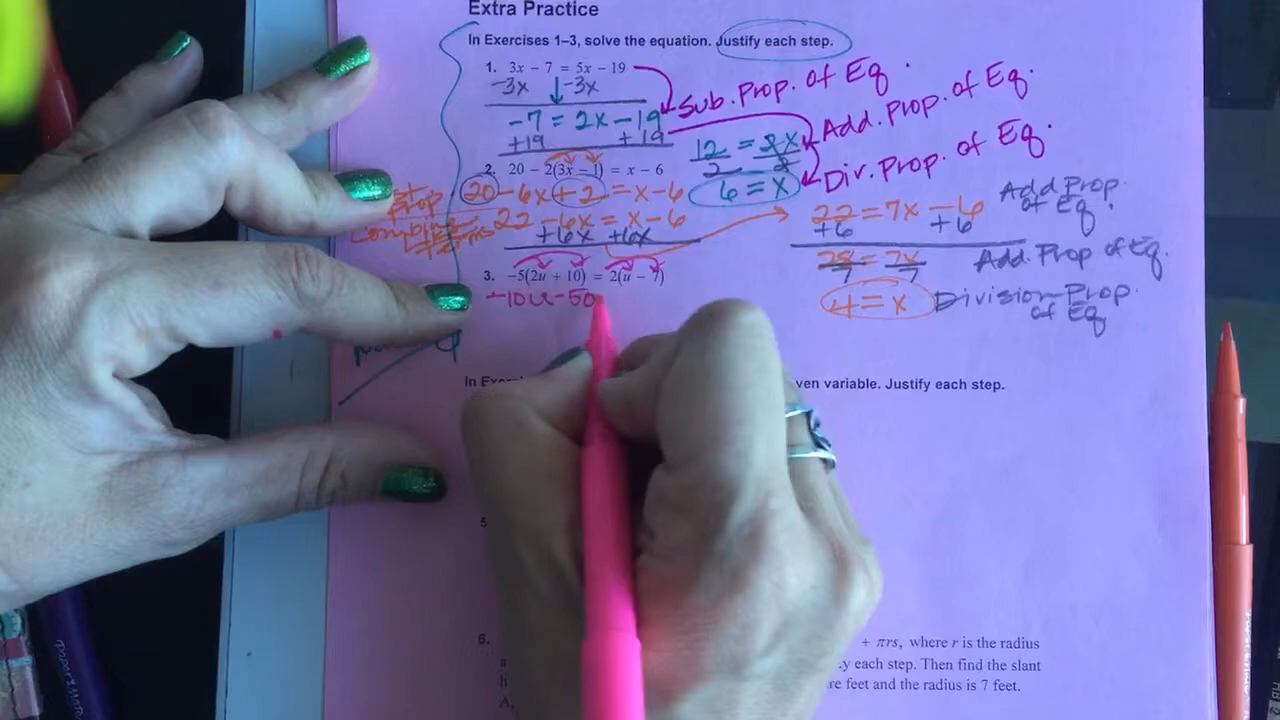 Extra Practice
In Exercises 1–3, solve the equation. Justify each step.
1. 3x − 7 = 5x − 19
−3x −3x
Sub. Prop. of Eq.
−7 = 2x − 19
+19 +19
12 = 2x
2 2
Add. Prop. of Eq.
6 = x
Div. Prop. of Eq.
2. 20 − 2(3x − 1) = x − 6
20 − 6x + 2 = x − 6
22 − 6x = x − 6
+6x +6x
22 = 7x − 6
+6 +6
Add Prop. of Eq.
28 = 7x
7 7
Add. Prop of Eq.
4 = x
Division Prop. of Eq
3. −5(2u + 10) = 2(u − 7)
−10u − 50
In
ven variable. Justify each step.
5
6.
+ πrs, where r is the radius
y each step. Then find the slant
re feet and the radius is 7 feet.